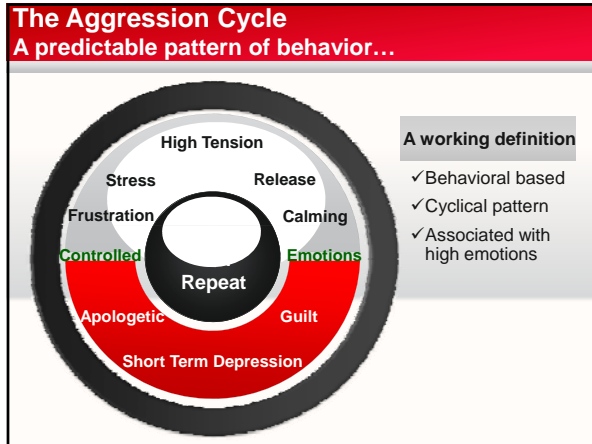 The Aggression Cycle
A predictable pattern of behavior…
High Tension
Stress
Release
Frustration
Calming
Controlled
Emotions
Repeat
Apologetic
Guilt
Short Term Depression
A working definition
✓Behavioral based
✓Cyclical pattern
✓Associated with
high emotions